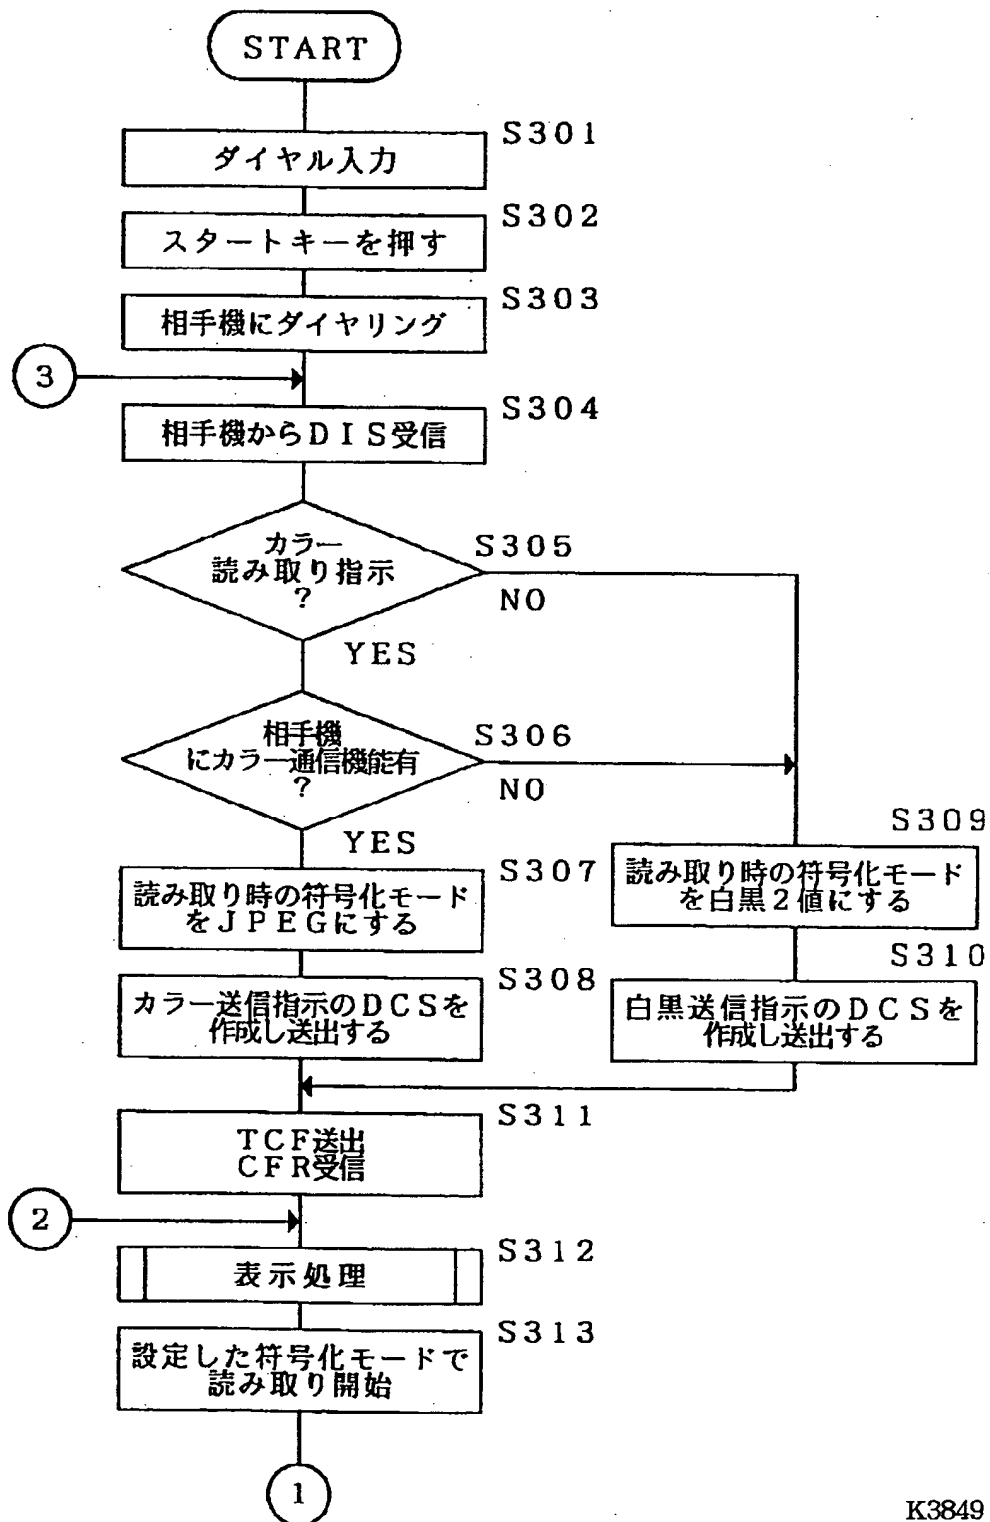 START
S301
ダイヤル入力
S302
スタートキーを押す
S303
相手機にダイヤリング
3
S304
相手機からDIS受信
カラー
読み取り指示
?
S305
NO
YES
相手機
にカラー通信機能有
?
S306
NO
YES
S307
読み取り時の符号化モード
をJPEGにする
S309
読み取り時の符号化モード
を白黒2値にする
S308
カラー送信指示のDCSを
作成し送出する
S310
白黒送信指示のDCSを
作成し送出する
S311
TCF送出
CFR受信
2
S312
表示処理
S313
設定した符号化モードで
読み取り開始
1
K3849